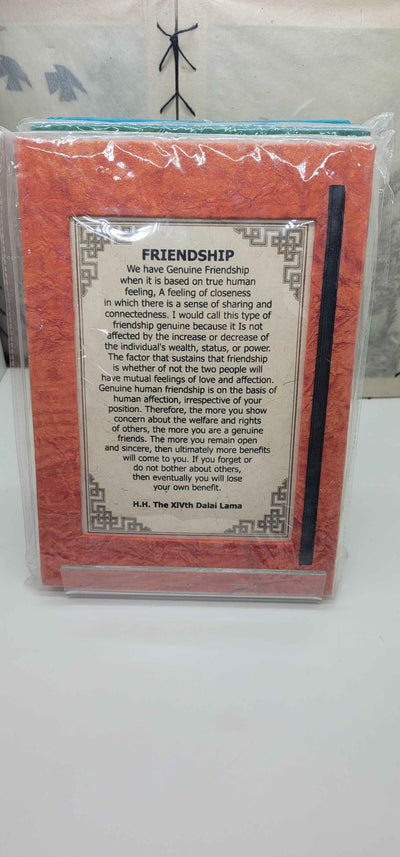 FRIENDSHIP
We have Genuine Friendship
when it is based on true human
feeling, A feeling of closeness
in which there is a sense of sharing and
connectedness. I would call this type of
friendship genuine because it Is not
affected by the increase or decrease of
the individual's wealth, status, or power.
The factor that sustains that friendship
is whether of not the two people will
have mutual feelings of love and affection.
Genuine human friendship is on the basis of
human affection, irrespective of your
position. Therefore, the more you show
concern about the welfare and rights
of others, the more you are a genuine
friends. The more you remain open
and sincere, then ultimately more benefits
will come to you. If you forget or
do not bother about others,
then eventually you will lose
your own benefit.
H.H. The XIVth Dalai Lama